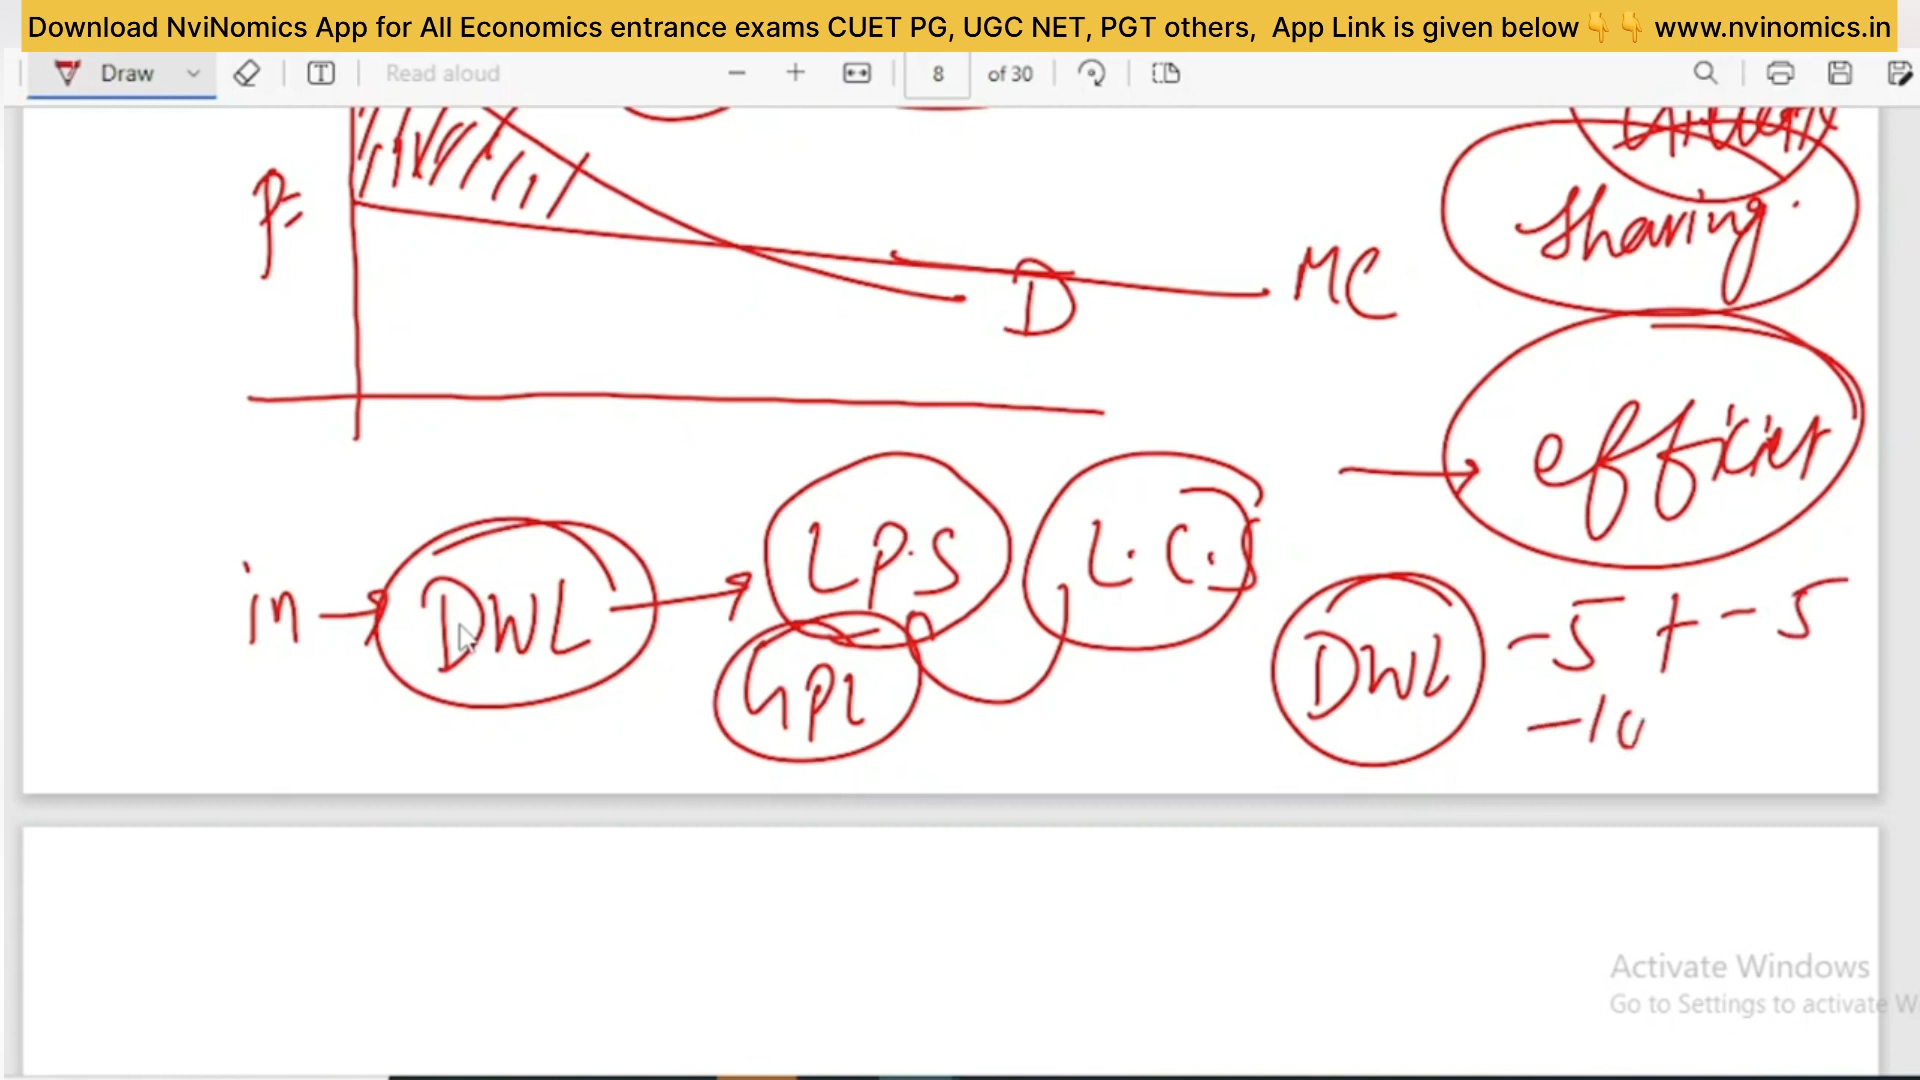 Download NviNomics App for All Economics entrance exams CUET PG, UGC NET, PGT others, App Link is given below👇👇 www.nvinomics.in
Draw Read aloud − + 8 of 30
P
D
MC
Sharing
efficient
in → DWL → L.P.S L.C.S
GPL
DWL -5 + -5
-10
Activate Windows
Go to Settings to activate W